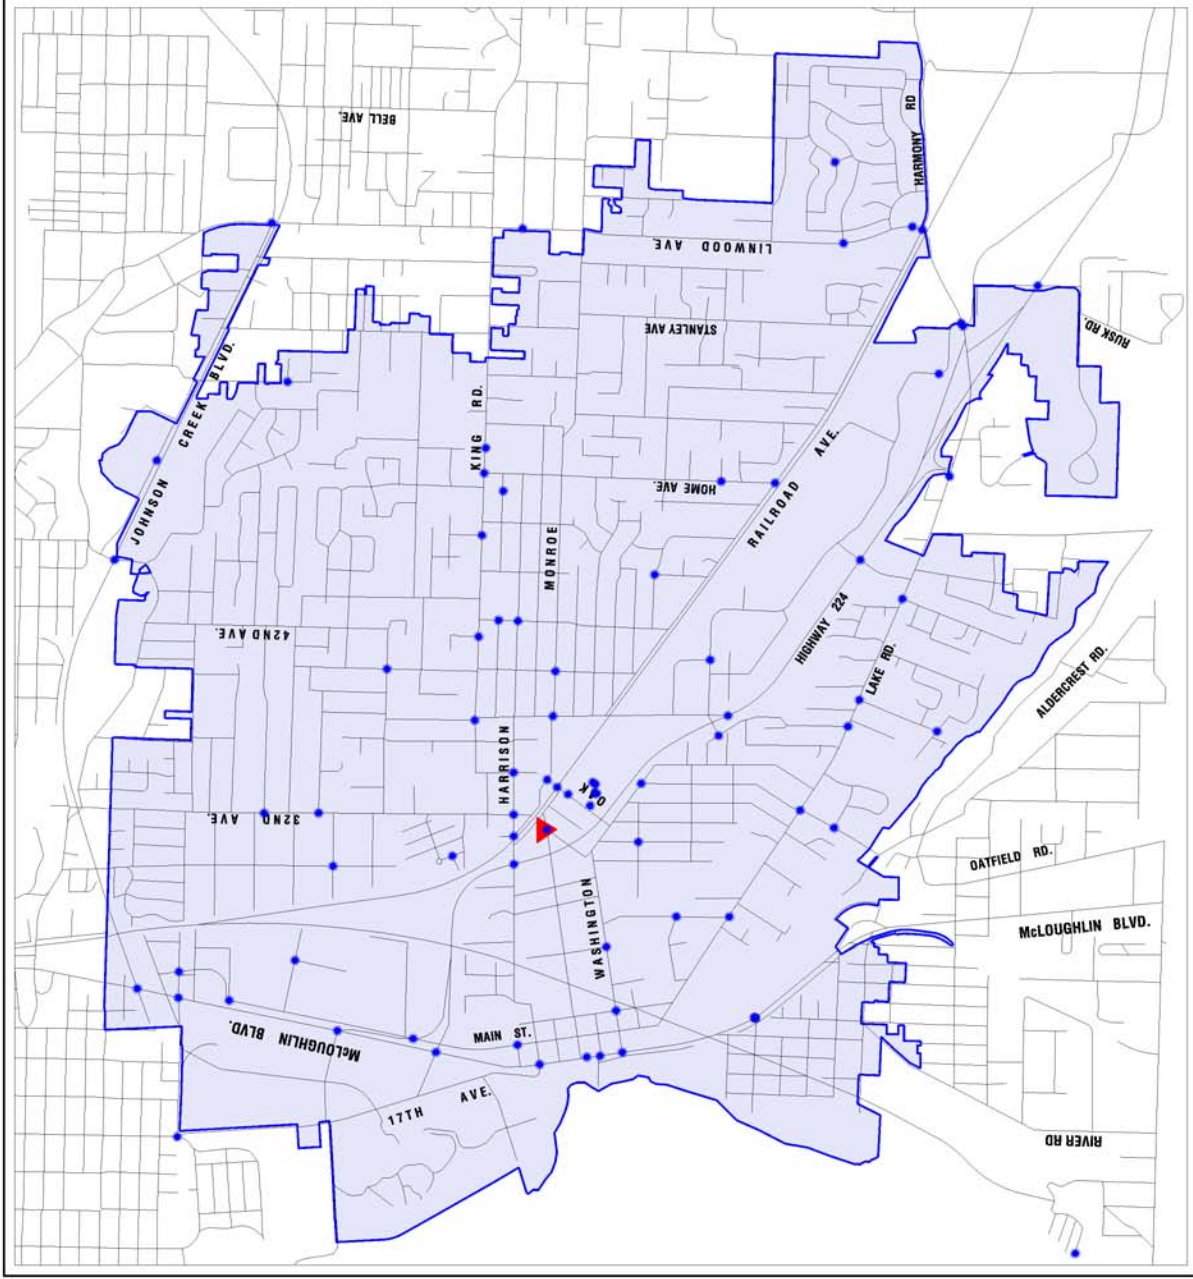 BELL AVE.
HARMONY RD
LINWOOD AVE
STANLEY AVE
RUSK RD.
JOHNSON CREEK BLVD.
KING RD.
HOME AVE.
RAILROAD AVE.
MONROE
42ND AVE.
HIGHWAY 224
LAKE RD.
ALDERCREST RD.
HARRISON
OAK
32ND AVE.
OATFIELD RD.
WASHINGTON
McLOUGHLIN BLVD.
McLOUGHLIN BLVD.
MAIN ST.
17TH AVE.
RIVER RD